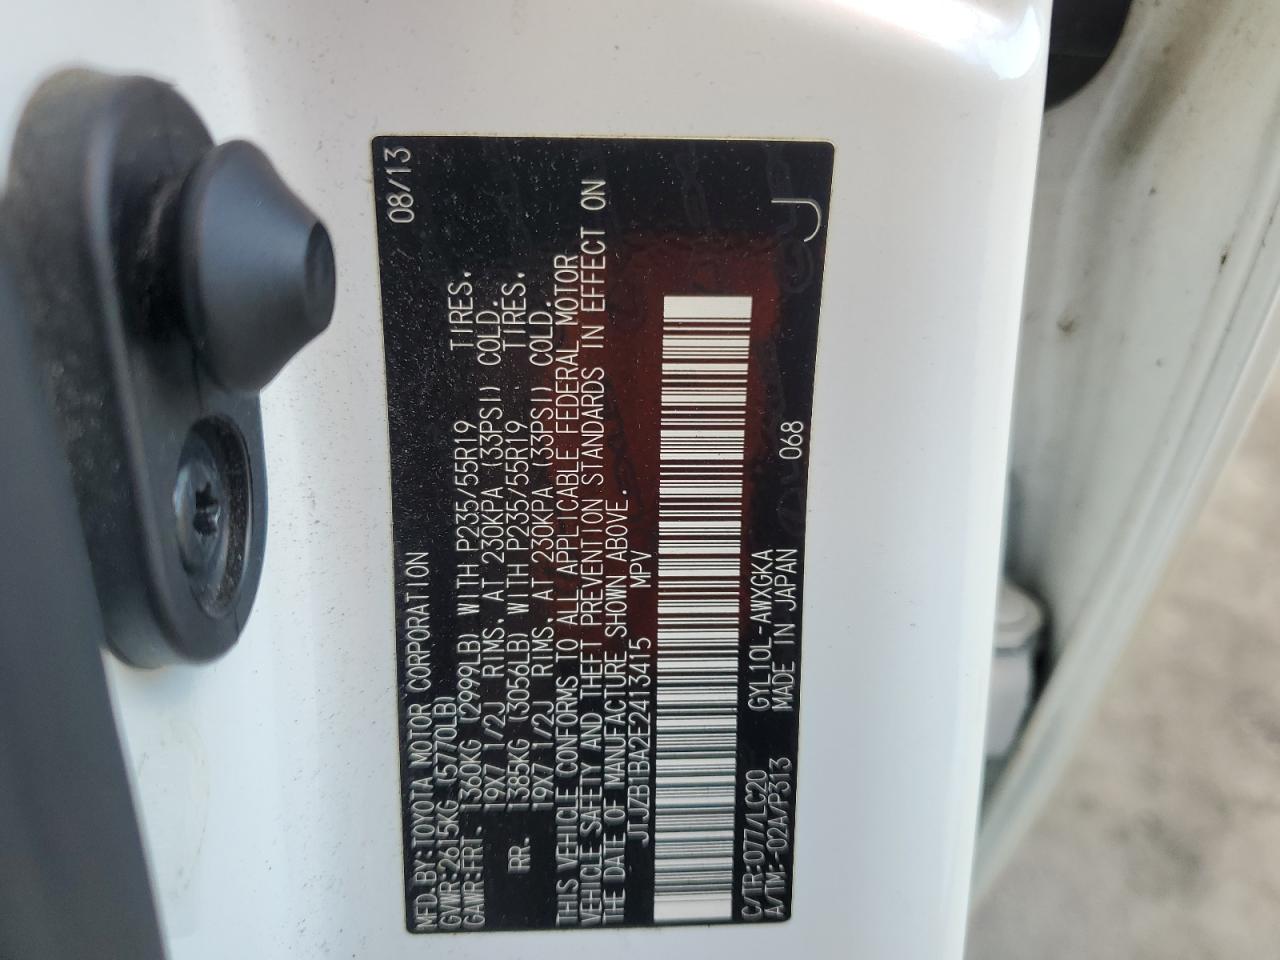 MFD.BY:TOYOTA MOTOR CORPORATION 08/13
GVWR:2615KG (5770LB)
GAWR:FRT. 1360KG (2999LB) WITH P235/55R19 TIRES.
19X7 1/2J RIMS, AT 230KPA (33PSI) COLD.
RR. 1385KG (3056LB) WITH P235/55R19 TIRES.
19X7 1/2J RIMS, AT 230KPA (33PSI) COLD.
THIS VEHICLE CONFORMS TO ALL APPLICABLE FEDERAL MOTOR
VEHICLE SAFETY AND THEFT PREVENTION STANDARDS IN EFFECT ON
THE DATE OF MANUFACTURE SHOWN ABOVE.
JTJZB1BA2E2413415 MPV
C/TR:077/LC20 GYL10L-AWXGKA
A/TM:-02A/P313 MADE IN JAPAN 068 J